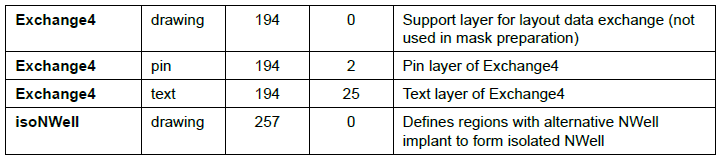 Exchange4 drawing 194 0 Support layer for layout data exchange (not
used in mask preparation)
Exchange4 pin 194 2 Pin layer of Exchange4
Exchange4 text 194 25 Text layer of Exchange4
isoNWell drawing 257 0 Defines regions with alternative NWell
implant to form isolated NWell